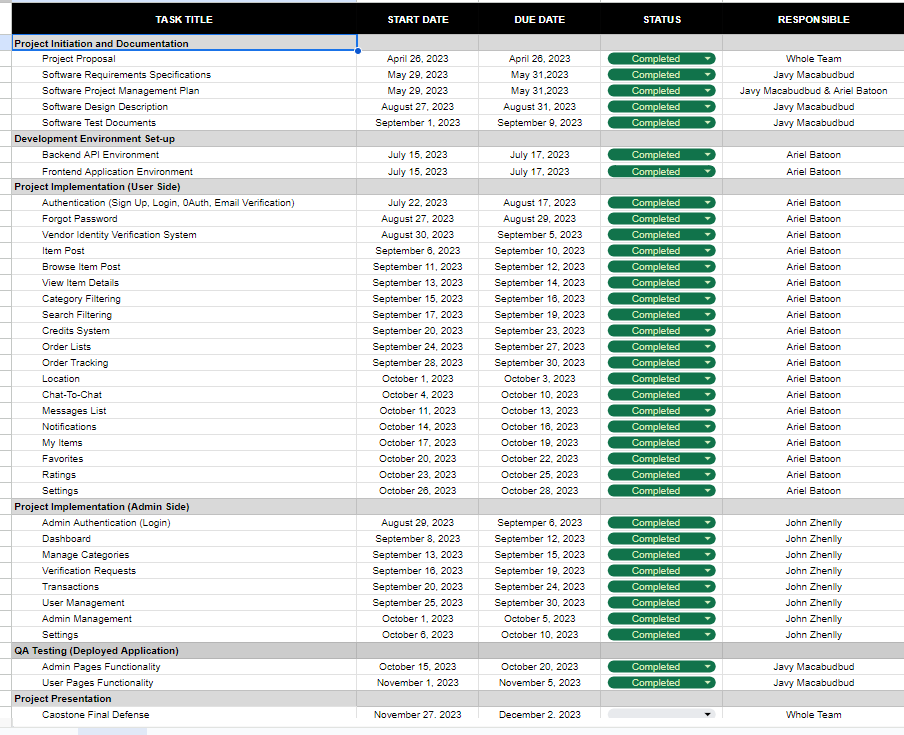 TASK TITLE START DATE DUE DATE STATUS RESPONSIBLE
Project Initiation and Documentation
Project Proposal April 26, 2023 April 26, 2023 Completed Whole Team
Software Requirements Specifications May 29, 2023 May 31,2023 Completed Javy Macabudbud
Software Project Management Plan May 29, 2023 May 31,2023 Completed Javy Macabudbud & Ariel Batoon
Software Design Description August 27, 2023 August 31, 2023 Completed Javy Macabudbud
Software Test Documents September 1, 2023 September 9, 2023 Completed Javy Macabudbud
Development Environment Set-up
Backend API Environment July 15, 2023 July 17, 2023 Completed Ariel Batoon
Frontend Application Environment July 15, 2023 July 17, 2023 Completed Ariel Batoon
Project Implementation (User Side)
Authentication (Sign Up, Login, 0Auth, Email Verification) July 22, 2023 August 17, 2023 Completed Ariel Batoon
Forgot Password August 27, 2023 August 29, 2023 Completed Ariel Batoon
Vendor Identity Verification System August 30, 2023 September 5, 2023 Completed Ariel Batoon
Item Post September 6, 2023 September 10, 2023 Completed Ariel Batoon
Browse Item Post September 11, 2023 September 12, 2023 Completed Ariel Batoon
View Item Details September 13, 2023 September 14, 2023 Completed Ariel Batoon
Category Filtering September 15, 2023 September 16, 2023 Completed Ariel Batoon
Search Filtering September 17, 2023 September 19, 2023 Completed Ariel Batoon
Credits System September 20, 2023 September 23, 2023 Completed Ariel Batoon
Order Lists September 24, 2023 September 27, 2023 Completed Ariel Batoon
Order Tracking September 28, 2023 September 30, 2023 Completed Ariel Batoon
Location October 1, 2023 October 3, 2023 Completed Ariel Batoon
Chat-To-Chat October 4, 2023 October 10, 2023 Completed Ariel Batoon
Messages List October 11, 2023 October 13, 2023 Completed Ariel Batoon
Notifications October 14, 2023 October 16, 2023 Completed Ariel Batoon
My Items October 17, 2023 October 19, 2023 Completed Ariel Batoon
Favorites October 20, 2023 October 22, 2023 Completed Ariel Batoon
Ratings October 23, 2023 October 25, 2023 Completed Ariel Batoon
Settings October 26, 2023 October 28, 2023 Completed Ariel Batoon
Project Implementation (Admin Side)
Admin Authentication (Login) August 29, 2023 Septemper 6, 2023 Completed John Zhenlly
Dashboard September 8, 2023 September 12, 2023 Completed John Zhenlly
Manage Categories September 13, 2023 September 15, 2023 Completed John Zhenlly
Verification Requests September 16, 2023 September 19, 2023 Completed John Zhenlly
Transactions September 20, 2023 September 24, 2023 Completed John Zhenlly
User Management September 25, 2023 September 30, 2023 Completed John Zhenlly
Admin Management October 1, 2023 October 5, 2023 Completed John Zhenlly
Settings October 6, 2023 October 10, 2023 Completed John Zhenlly
QA Testing (Deployed Application)
Admin Pages Functionality October 15, 2023 October 20, 2023 Completed Javy Macabudbud
User Pages Functionality November 1, 2023 November 5, 2023 Completed Javy Macabudbud
Project Presentation
Capstone Final Defense November 27, 2023 December 2, 2023 Whole Team